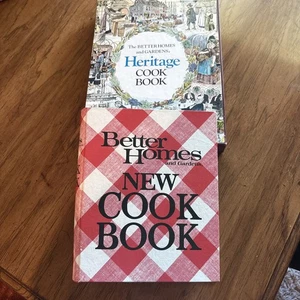 The BETTER HOMES
and GARDENS®
Heritage
COOK
BOOK
Better
Homes
and Gardens
NEW
COOK
BOOK